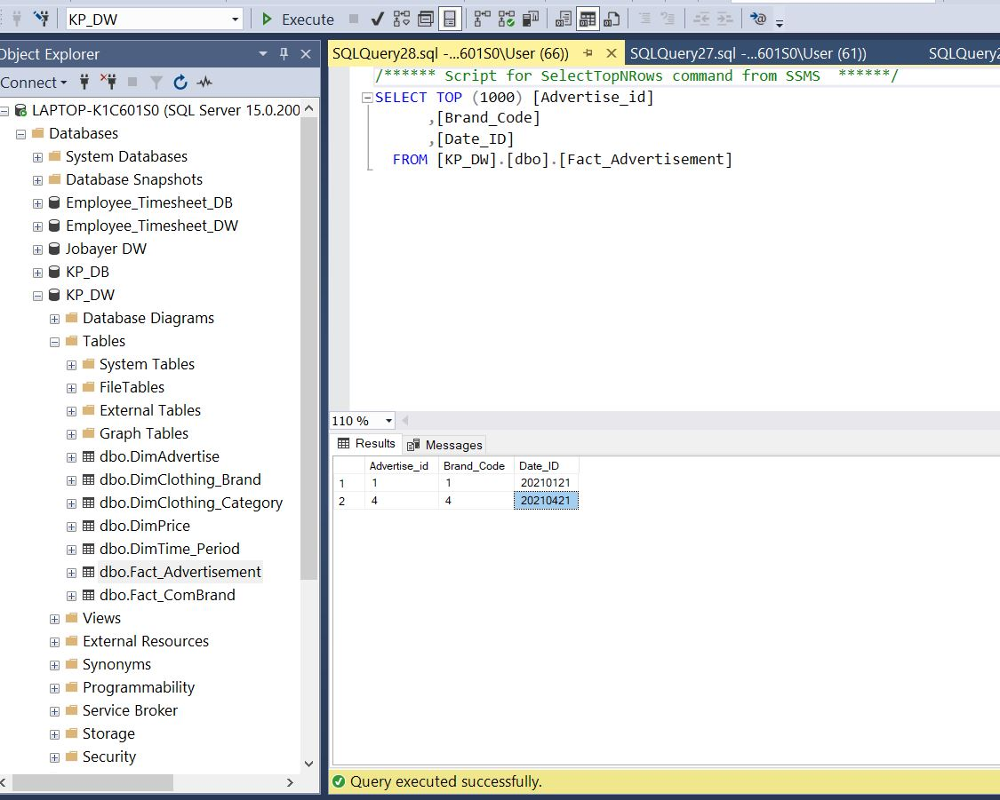 KP_DW
Execute
Object Explorer
Connect
LAPTOP-K1C601S0 (SQL Server 15.0.200
Databases
System Databases
Database Snapshots
Employee_Timesheet_DB
Employee_Timesheet_DW
Jobayer DW
KP_DB
KP_DW
Database Diagrams
Tables
System Tables
FileTables
External Tables
Graph Tables
dbo.DimAdvertise
dbo.DimClothing_Brand
dbo.DimClothing_Category
dbo.DimPrice
dbo.DimTime_Period
dbo.Fact_Advertisement
dbo.Fact_ComBrand
Views
External Resources
Synonyms
Programmability
Service Broker
Storage
Security
SQLQuery28.sql -...601S0\User (66)) SQLQuery27.sql -...601S0\User (61)) SQLQuery2
/****** Script for SelectTopNRows command from SSMS ******/
SELECT TOP (1000) [Advertise_id]
,[Brand_Code]
,[Date_ID]
FROM [KP_DW].[dbo].[Fact_Advertisement]
110 %
Results Messages
Advertise_id Brand_Code Date_ID
1 1 1 20210121
2 4 4 20210421
Query executed successfully.